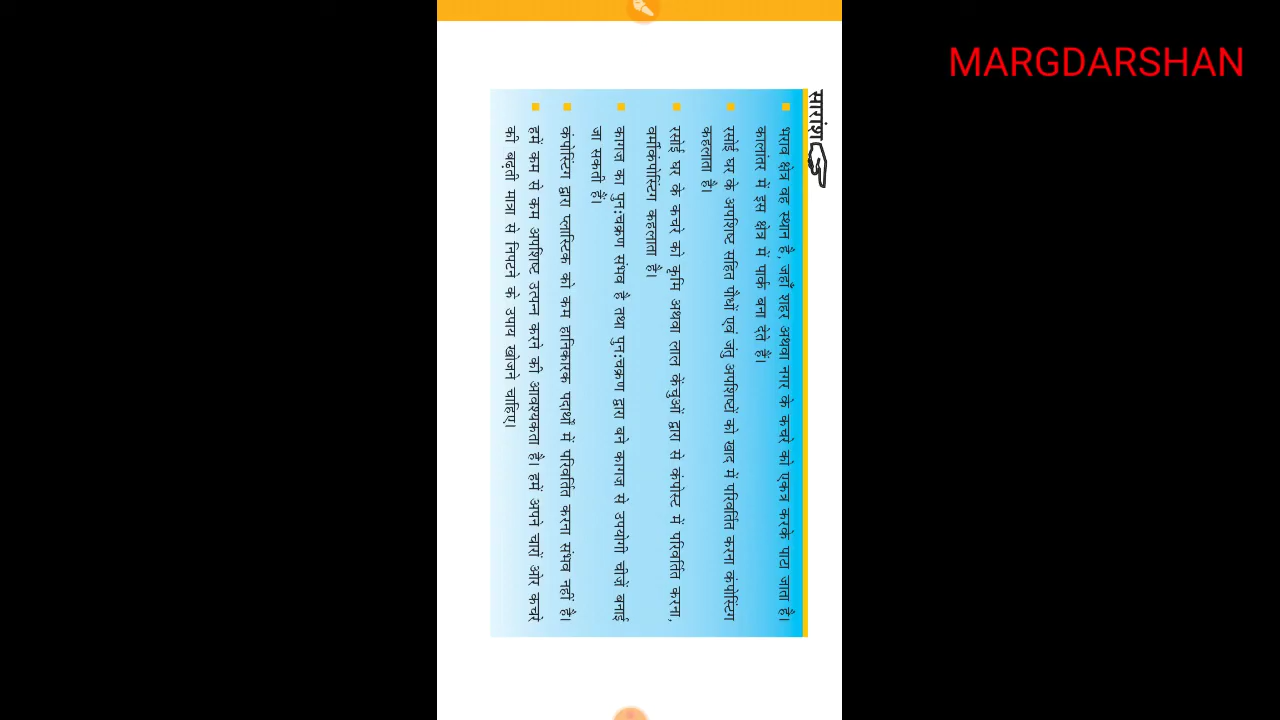 MARGDARSHAN
सारांश
भराव क्षेत्र वह स्थान है, जहाँ शहर अथवा नगर के कचरे को एकत्र करके पाटा जाता है।
कालांतर में इस क्षेत्र में पार्क बना देते हैं।
रसोई घर के अपशिष्ट सहित पौधों एवं जंतु अपशिष्टों को खाद में परिवर्तित करना कंपोस्टिंग
कहलाता है।
रसोई घर के कचरे को कृमि अथवा लाल केंचुओं द्वारा से कंपोस्ट में परिवर्तित करना,
वर्मीकंपोस्टिंग कहलाता है।
कागज का पुन:चक्रण संभव है तथा पुन:चक्रण द्वारा बने कागज से उपयोगी चीज़ें बनाई
जा सकती हैं।
कंपोस्टिंग द्वारा प्लास्टिक को कम हानिकारक पदार्थों में परिवर्तित करना संभव नहीं है।
हमें कम से कम अपशिष्ट उत्पन्न करने की आवश्यकता है। हमें अपने चारों ओर कचरे
की बढ़ती मात्रा से निपटने के उपाय खोजने चाहिए।